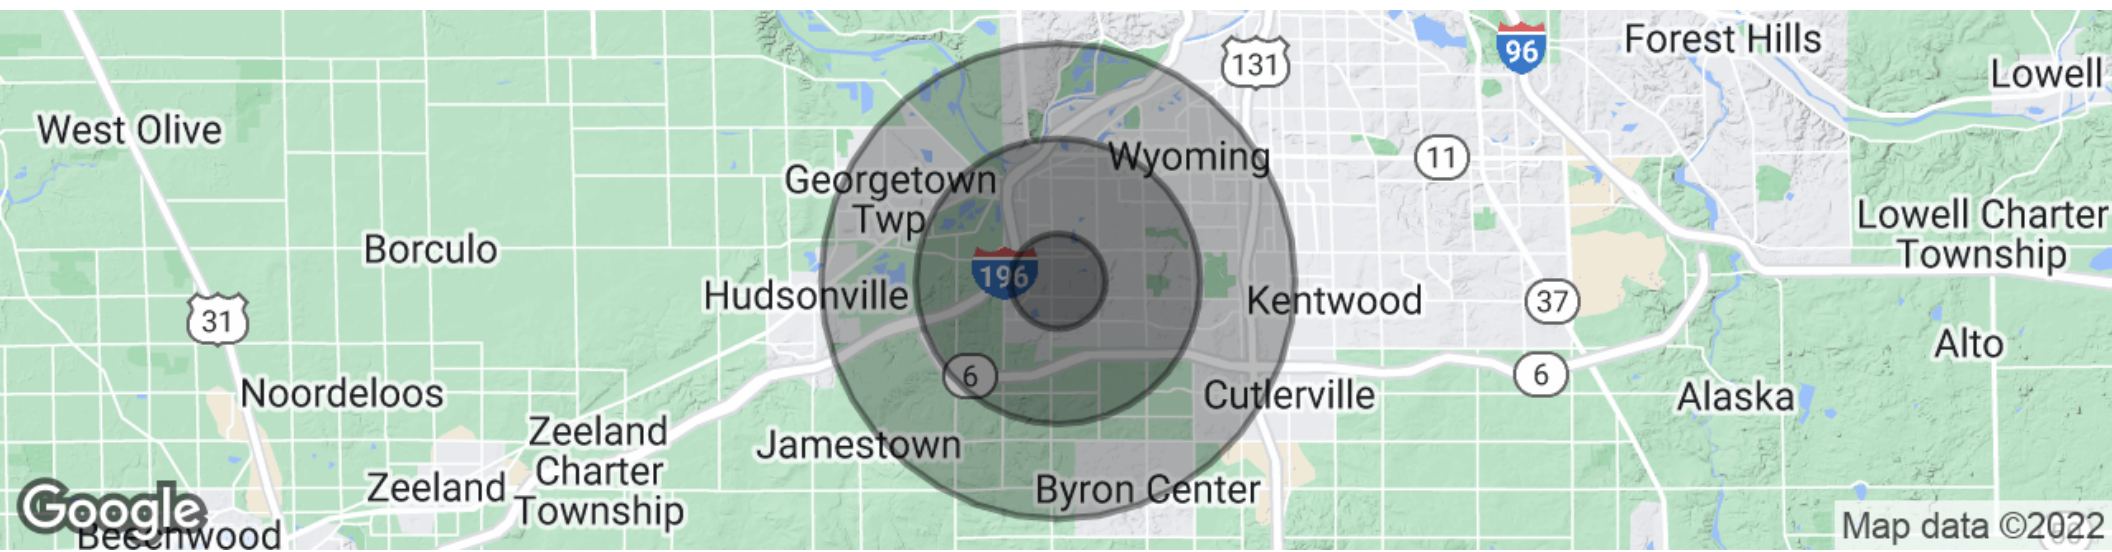 Forest Hills
96
131
Lowell
West Olive
11
Wyoming
Georgetown
Twp
Lowell Charter
Township
Borculo
196
Hudsonville
Kentwood
37
31
Alto
6
6
Noordeloos
Cutlerville
Alaska
Zeeland
Charter
Township
Jamestown
Zeeland
Byron Center
Google
Beechwood
Map data ©2022